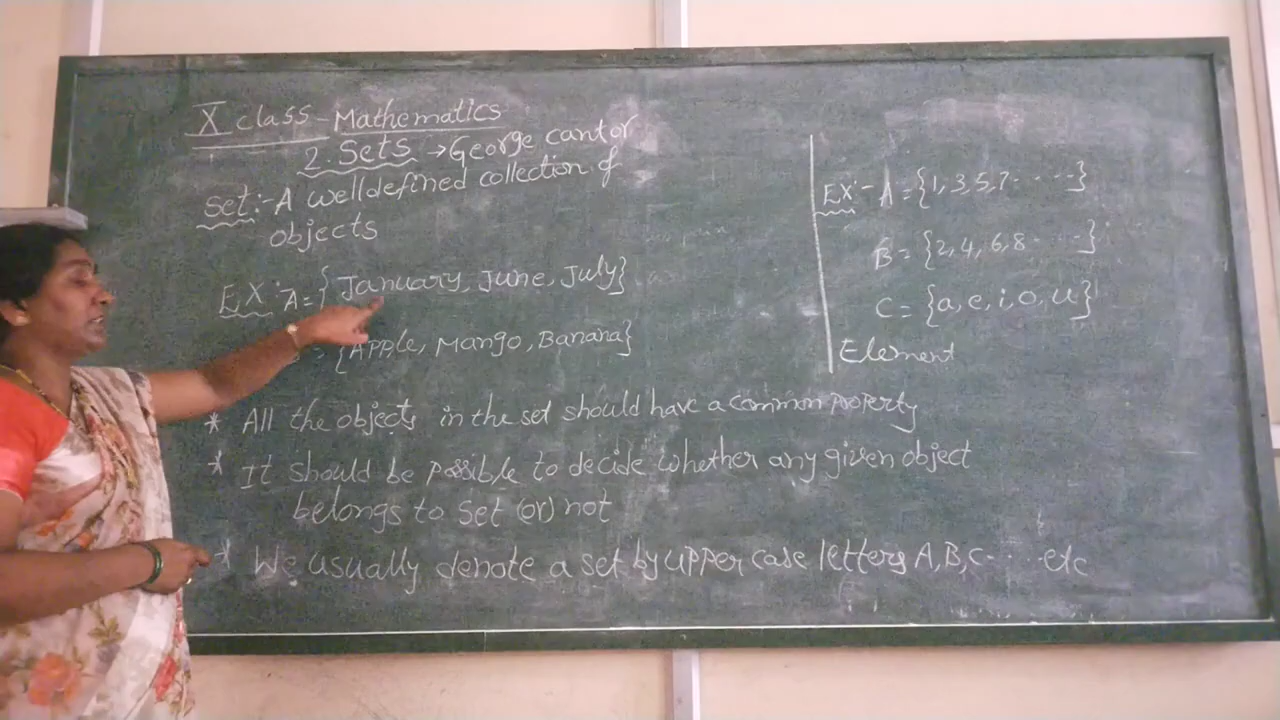 X class - Mathematics
2. Sets → George cantor
Set:- A welldefined collection of
objects
EX: A = { January, June, July}
= {APPle, Mango, Banana}
* All the objects in the set should have a common property
* It should be possible to decide whether any given object
belongs to set (or) not
* We usually denote a set by upper case letters A, B, C - . . . etc
EX:- A = {1, 3, 5, 7 - - - - -}
B = {2, 4, 6, 8 - - - -}
C = {a, e, i, o, u}
Element